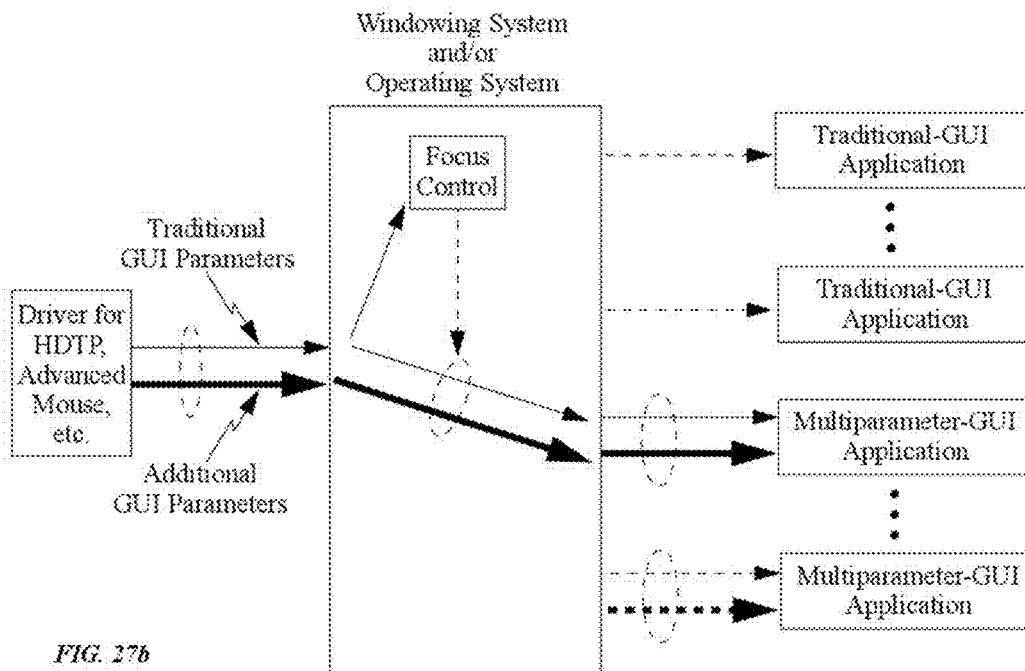 Windowing System
and/or
Operating System
Focus
Control
Traditional
GUI Parameters
Driver for
HDTP,
Advanced
Mouse,
etc.
Additional
GUI Parameters
Traditional-GUI
Application
Traditional-GUI
Application
Multiparameter-GUI
Application
Multiparameter-GUI
Application
FIG. 27b